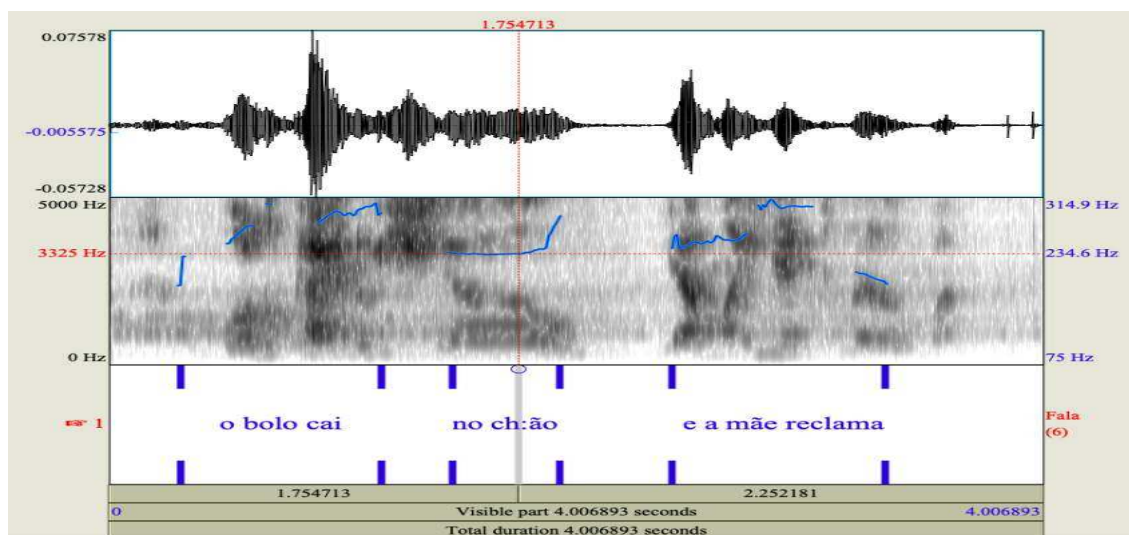 1.754713
0.07578
-0.005575
-0.05728
5000 Hz 314.9 Hz
3325 Hz 234.6 Hz
0 Hz 75 Hz
☞ 1 o bolo cai no ch:ão e a mãe reclama Fala
(6)
1.754713 2.252181
0 Visible part 4.006893 seconds 4.006893
Total duration 4.006893 seconds